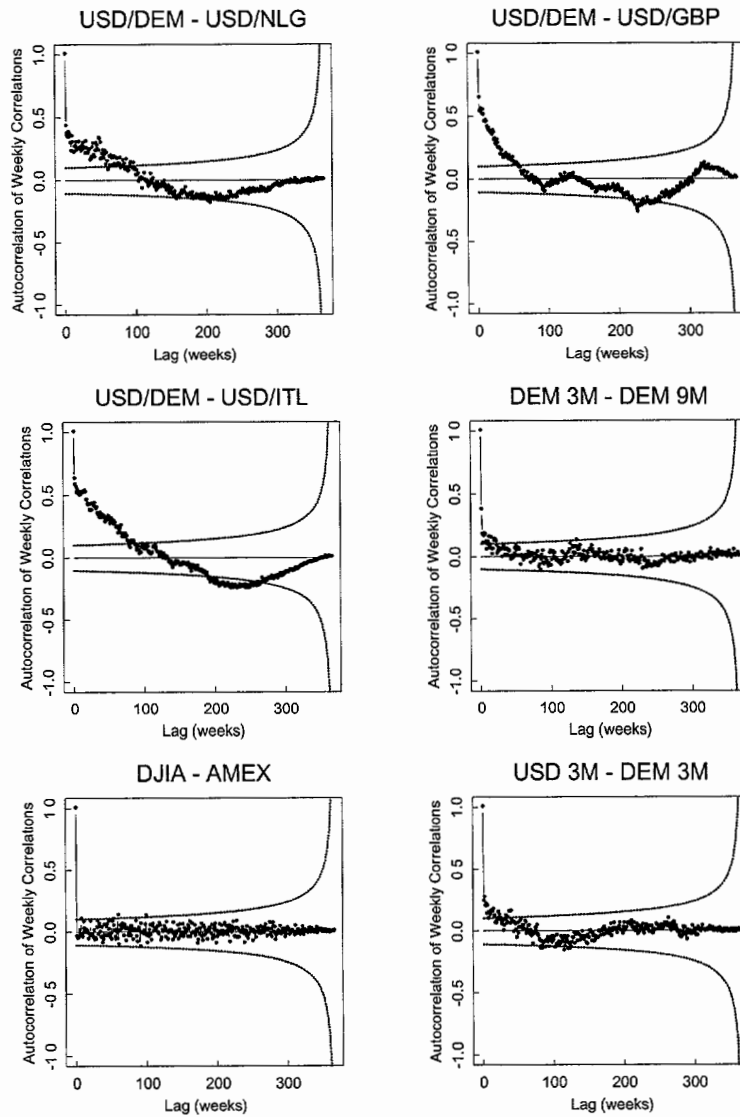 USD/DEM - USD/NLG
Autocorrelation of Weekly Correlations
1.0
0.5
0.0
-0.5
-1.0
0 100 200 300
Lag (weeks)
USD/DEM - USD/GBP
Autocorrelation of Weekly Correlations
1.0
0.5
0.0
-0.5
-1.0
0 100 200 300
Lag (weeks)
USD/DEM - USD/ITL
Autocorrelation of Weekly Correlations
1.0
0.5
0.0
-0.5
-1.0
0 100 200 300
Lag (weeks)
DEM 3M - DEM 9M
Autocorrelation of Weekly Correlations
1.0
0.5
0.0
-0.5
-1.0
0 100 200 300
Lag (weeks)
DJIA - AMEX
Autocorrelation of Weekly Correlations
1.0
0.5
0.0
-0.5
-1.0
0 100 200 300
Lag (weeks)
USD 3M - DEM 3M
Autocorrelation of Weekly Correlations
1.0
0.5
0.0
-0.5
-1.0
0 100 200 300
Lag (weeks)